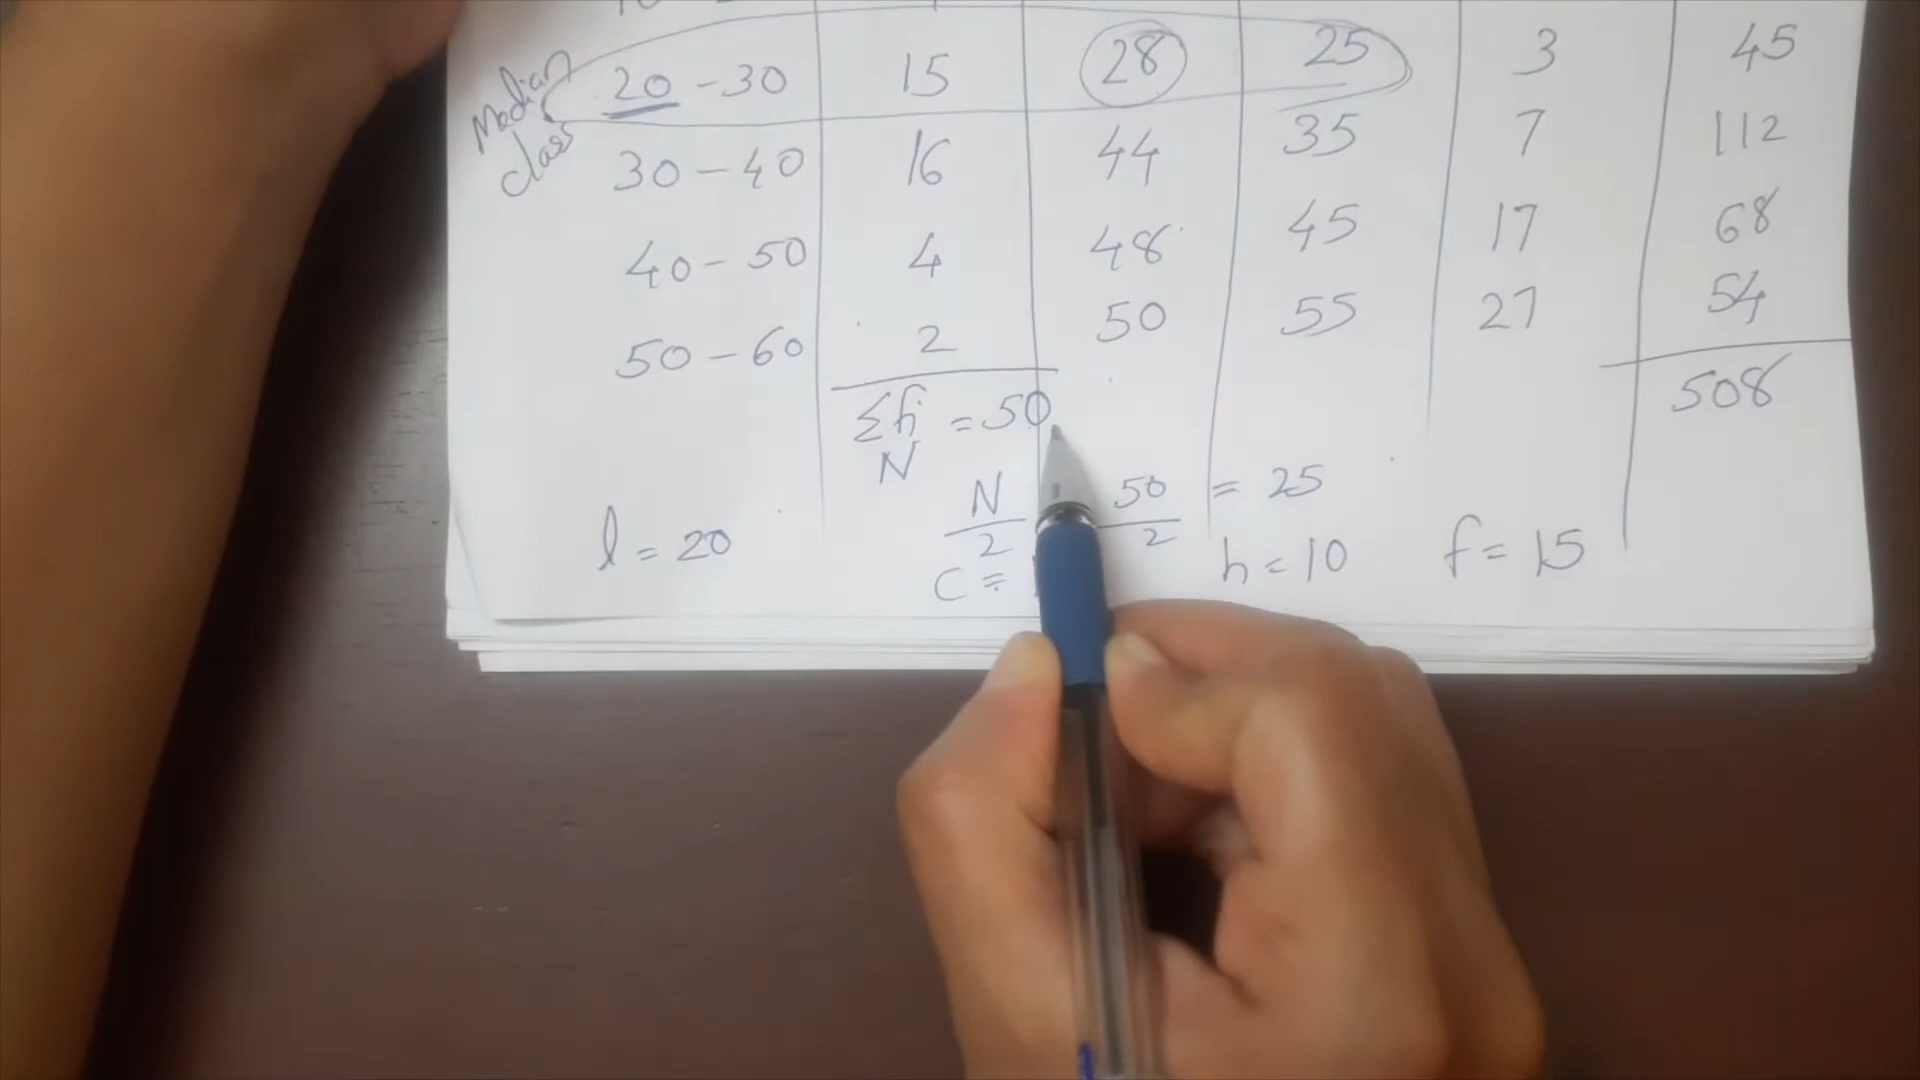 Median class
20 - 30 15 28 25 3 45
30 - 40 16 44 35 7 112
40 - 50 4 48 45 17 68
50 - 60 2 50 55 27 54
Σfi = 50 508
N
N/2 50/2 = 25
l = 20 C = h = 10 f = 15